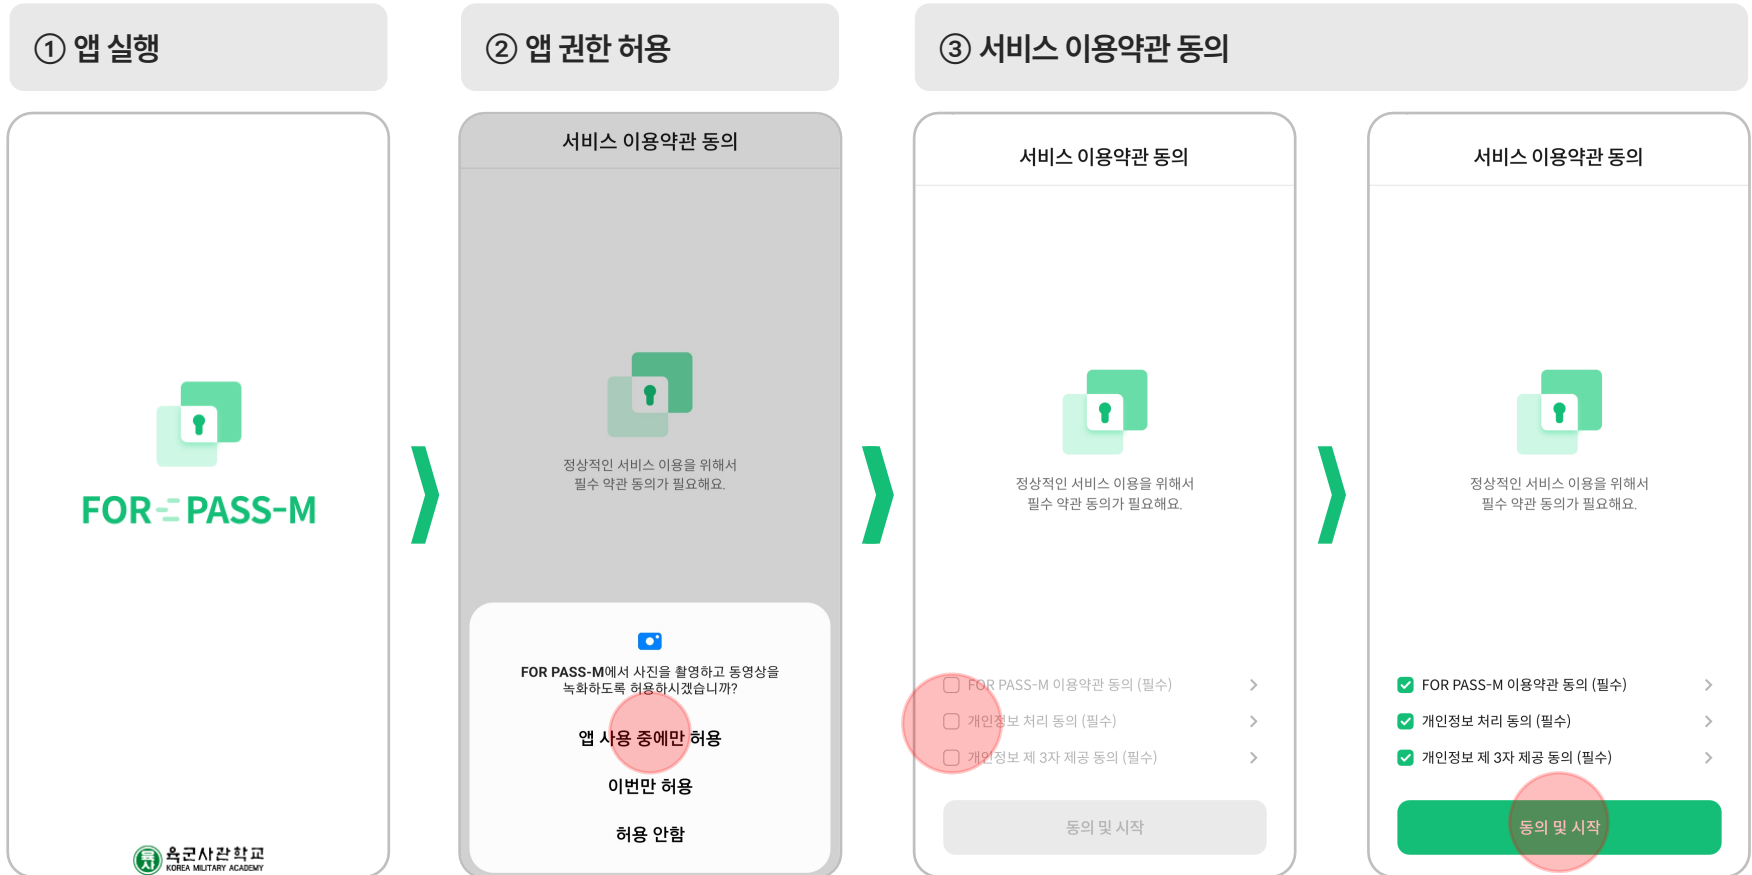 ① 앱 실행
② 앱 권한 허용
③ 서비스 이용약관 동의
FOR PASS-M
육사
육군사관학교
KOREA MILITARY ACADEMY
서비스 이용약관 동의
정상적인 서비스 이용을 위해서
필수 약관 동의가 필요해요.
FOR PASS-M에서 사진을 촬영하고 동영상을
녹화하도록 허용하시겠습니까?
앱 사용 중에만 허용
이번만 허용
허용 안함
서비스 이용약관 동의
정상적인 서비스 이용을 위해서
필수 약관 동의가 필요해요.
FOR PASS-M 이용약관 동의 (필수)
개인정보 처리 동의 (필수)
개인정보 제 3자 제공 동의 (필수)
동의 및 시작
서비스 이용약관 동의
정상적인 서비스 이용을 위해서
필수 약관 동의가 필요해요.
FOR PASS-M 이용약관 동의 (필수)
개인정보 처리 동의 (필수)
개인정보 제 3자 제공 동의 (필수)
동의 및 시작